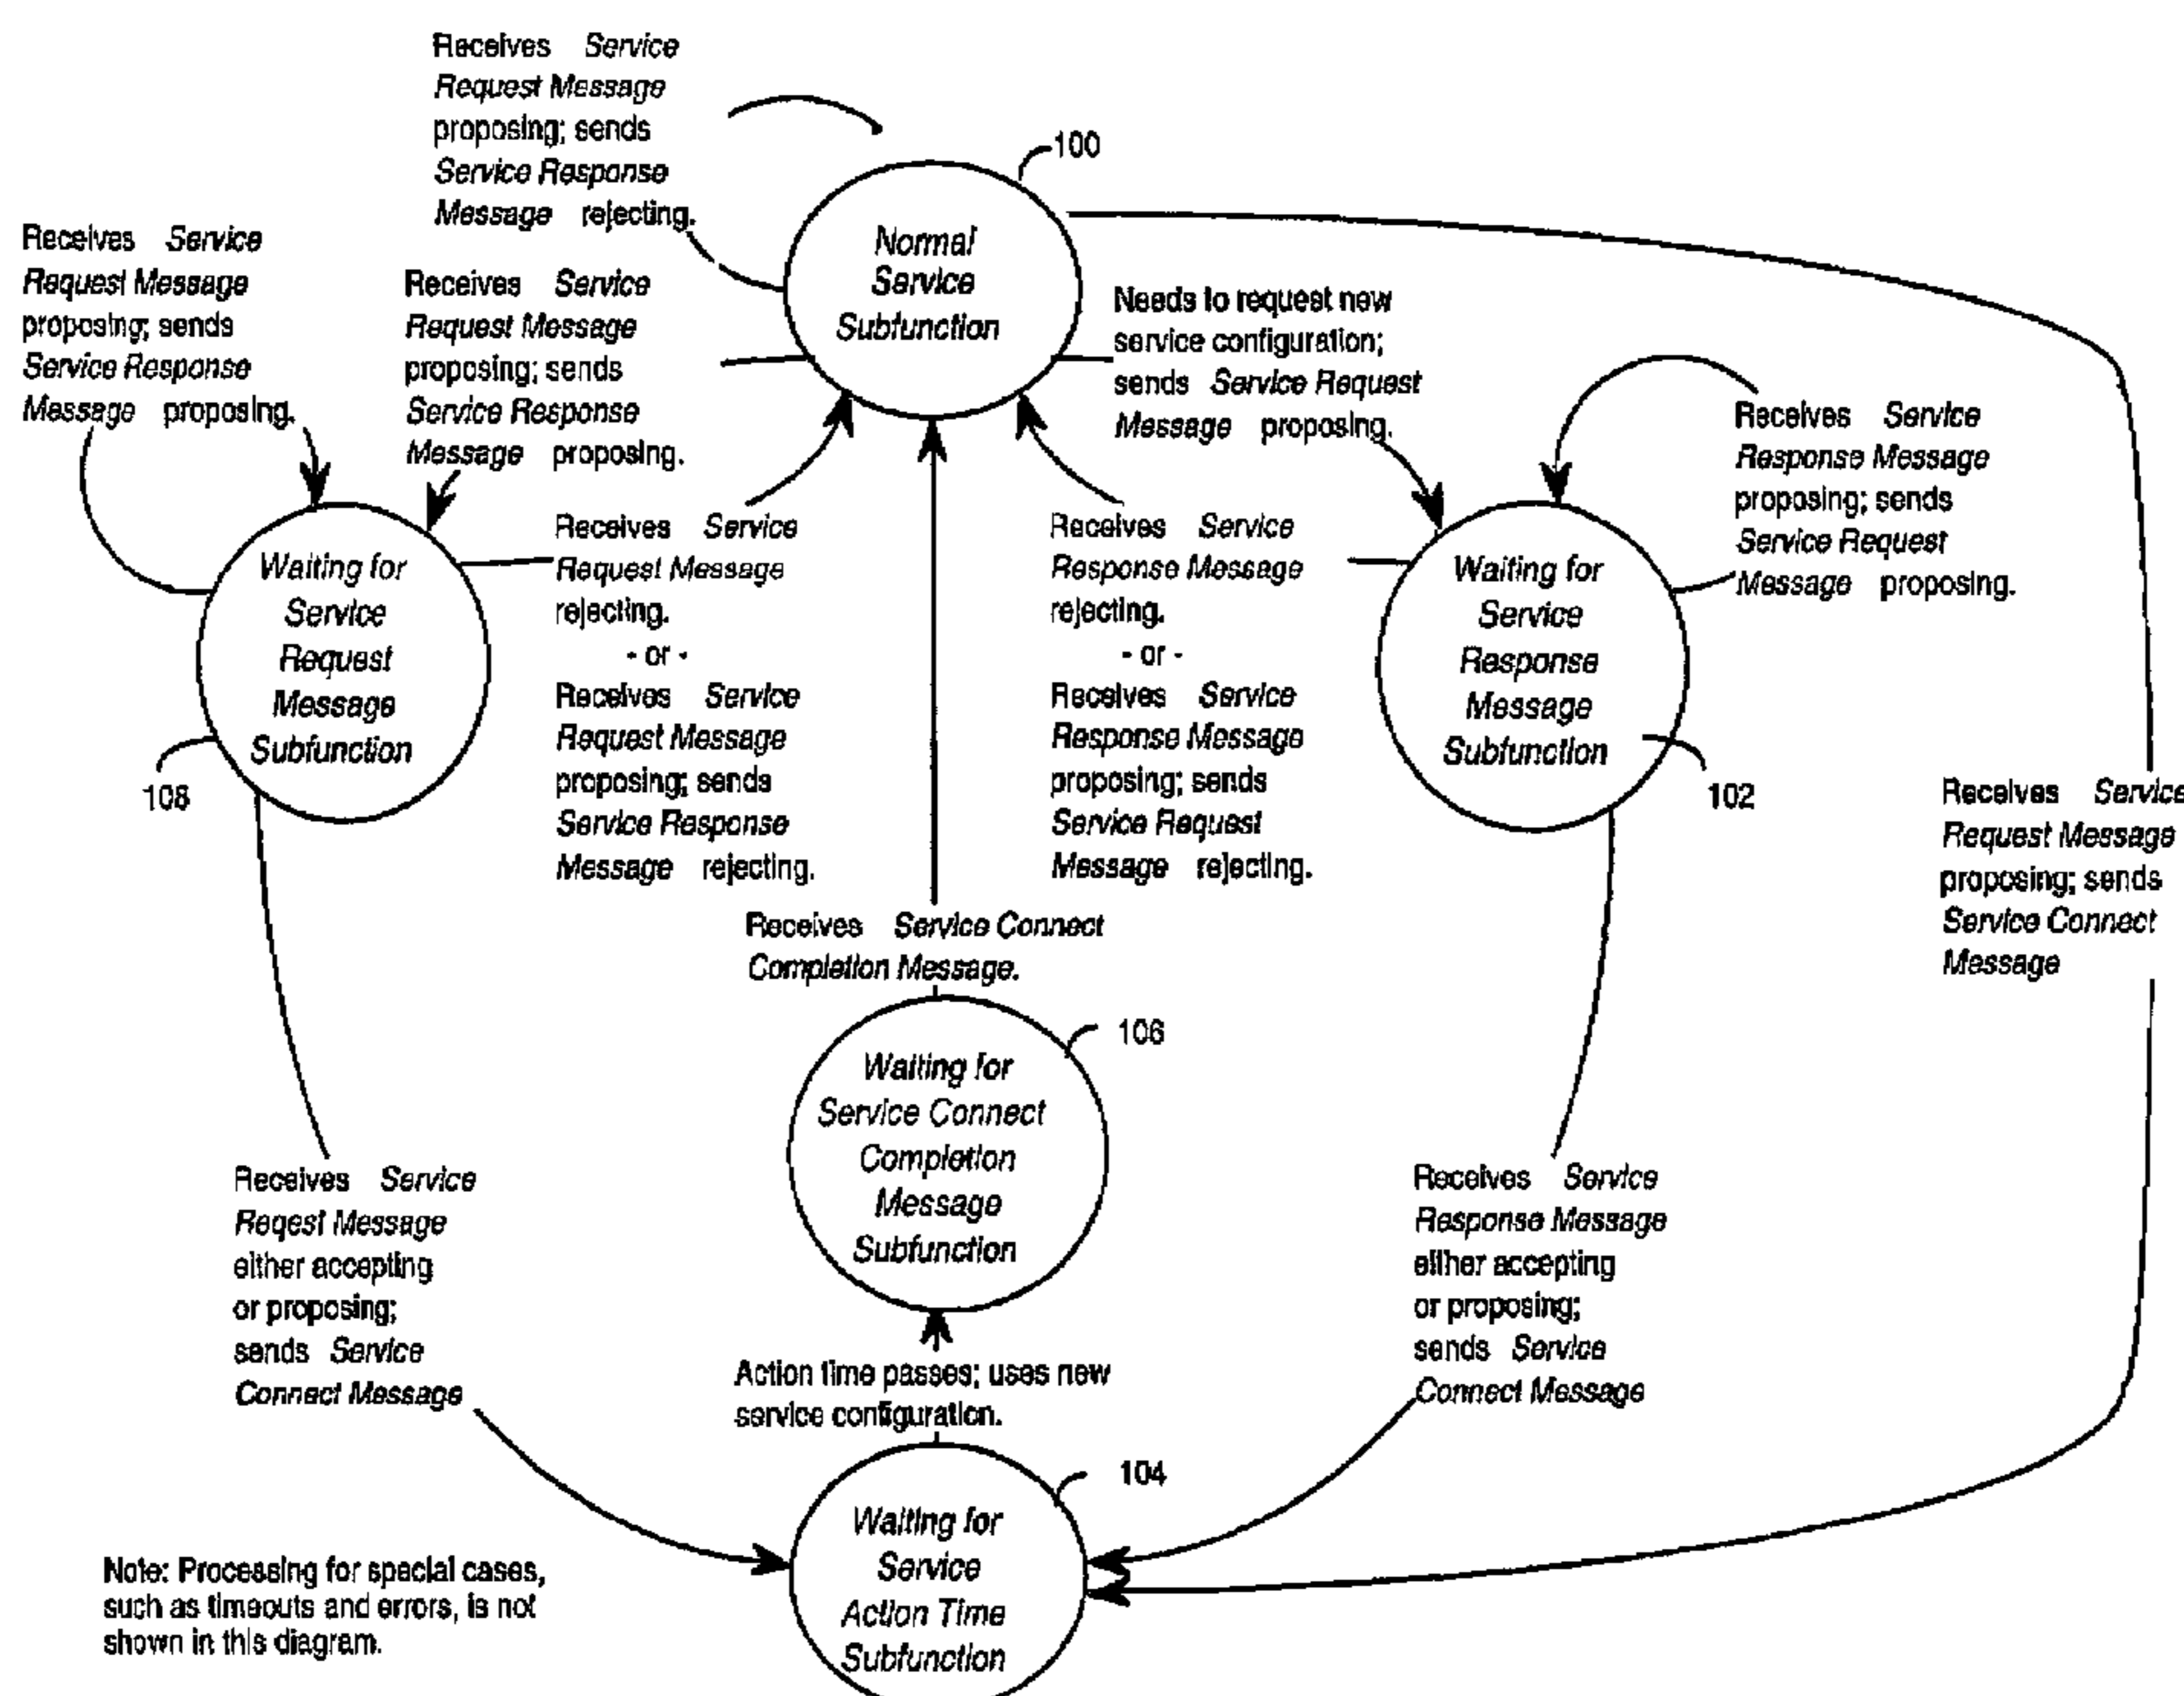 Receives Service
Request Message
proposing; sends
Service Response
Message rejecting.
100
Normal
Service
Subfunction
Receives Service
Request Message
proposing; sends
Service Response
Message proposing.
Receives Service
Request Message
proposing; sends
Service Response
Message proposing.
Needs to request new
service configuration;
sends Service Request
Message proposing.
Receives Service
Response Message
proposing; sends
Service Request
Message proposing.
Waiting for
Service
Request
Message
Subfunction
108
Receives Service
Request Message
rejecting.
- or -
Receives Service
Request Message
proposing; sends
Service Response
Message rejecting.
Receives Service
Response Message
rejecting.
- or -
Receives Service
Response Message
proposing; sends
Service Request
Message rejecting.
Waiting for
Service
Response
Message
Subfunction
102
Receives Service
Request Message
proposing; sends
Service Connect
Message
Receives Service Connect
Completion Message.
106
Waiting for
Service Connect
Completion
Message
Subfunction
Receives Service
Reqest Message
either accepting
or proposing;
sends Service
Connect Message
Receives Service
Response Message
either accepting
or proposing;
sends Service
Connect Message
Action time passes; uses new
service configuration.
104
Waiting for
Service
Action Time
Subfunction
Note: Processing for special cases,
such as timeouts and errors, is not
shown in this diagram.